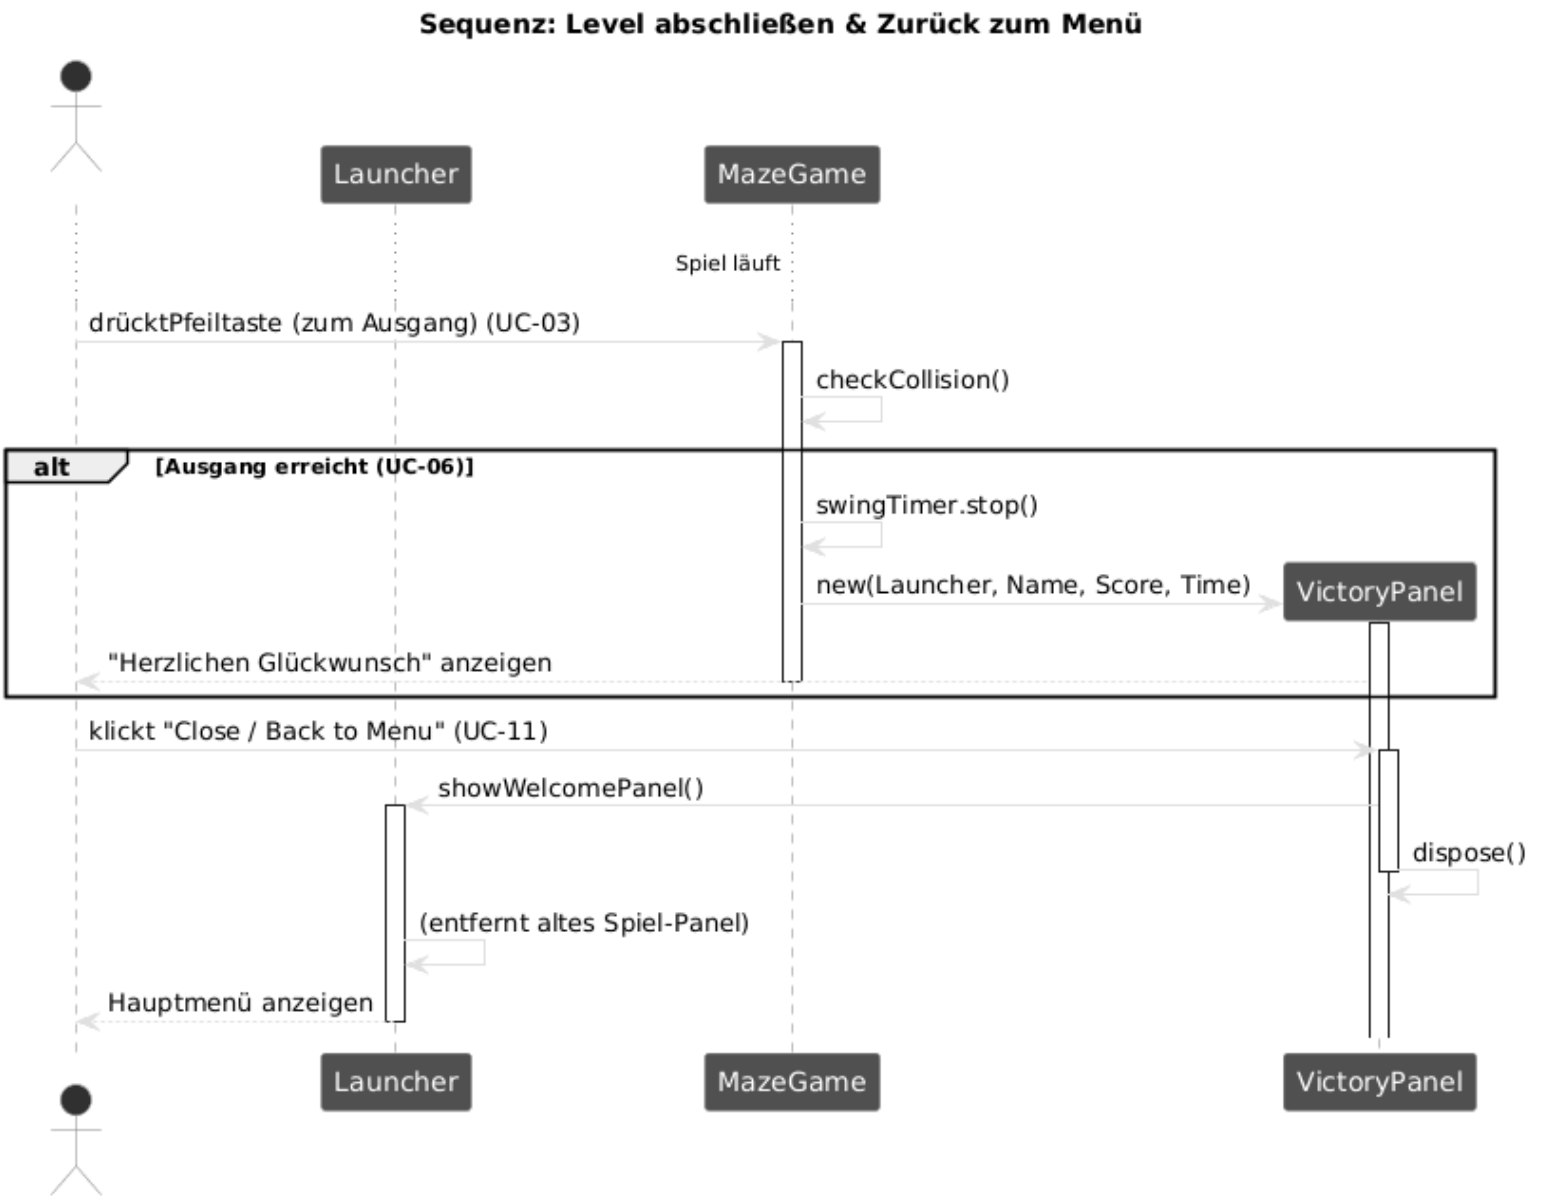 Sequenz: Level abschließen & Zurück zum Menü
Launcher
MazeGame
Spiel läuft
drücktPfeiltaste (zum Ausgang) (UC-03)
checkCollision()
alt
[Ausgang erreicht (UC-06)]
swingTimer.stop()
new(Launcher, Name, Score, Time)
VictoryPanel
"Herzlichen Glückwunsch" anzeigen
klickt "Close / Back to Menu" (UC-11)
showWelcomePanel()
dispose()
(entfernt altes Spiel-Panel)
Hauptmenü anzeigen
Launcher
MazeGame
VictoryPanel